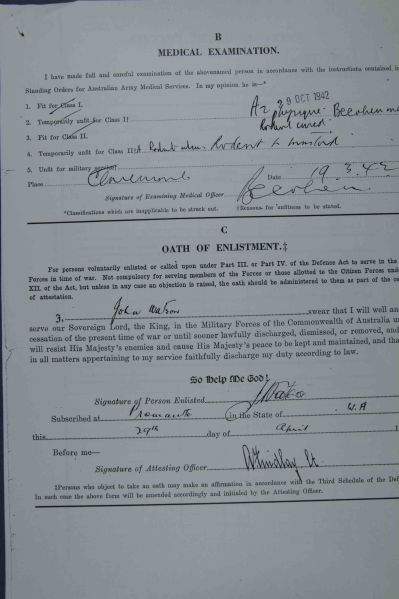 B
MEDICAL EXAMINATION.
I have made full and careful examination of the abovenamed person in accordance with the instructions contained in
Standing Orders for Australian Army Medical Services. In my opinion he is—*
29 OCT 1942
1. Fit for Class I.
A2 physique
2. Temporarily unfit for Class I
3. Fit for Class II.
4. Temporarily unfit for Class II
5. Unfit for military service
Place Claremont Date 19.3.42
Signature of Examining Medical Officer
*Classifications which are inapplicable to be struck out. †Reasons for unfitness to be stated.
C
OATH OF ENLISTMENT.‡
For persons voluntarily enlisted or called upon under Part III. or Part IV. of the Defence Act to serve in the
Forces in time of war. Not compulsory for serving members of the Forces or those allotted to the Citizen Forces und
XII. of the Act, but unless in any case an objection is raised, the oath should be administered to them as part of the ce
of attestation.
3. John Watson swear that I will well an
serve our Sovereign Lord, the King, in the Military Forces of the Commonwealth of Australia u
cessation of the present time of war or until sooner lawfully discharged, dismissed, or removed, and
will resist His Majesty's enemies and cause His Majesty's peace to be kept and maintained, and tha
in all matters appertaining to my service faithfully discharge my duty according to law.
So Help Me God!
Signature of Person Enlisted
Subscribed at in the State of W.A
this 29th day of April 1
Before me—
Signature of Attesting Officer Lt
‡Persons who object to take an oath may make an affirmation in accordance with the Third Schedule of the Def
In such case the above form will be amended accordingly and initialed by the Attesting Officer.